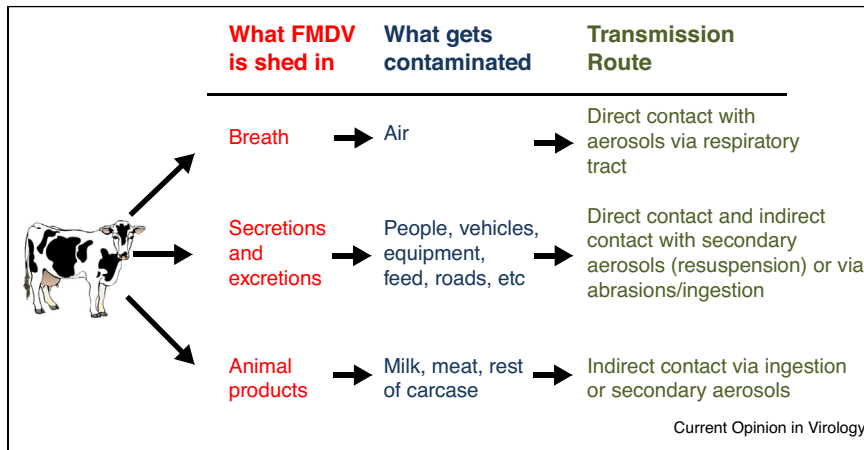 What FMDV
is shed in
What gets
contaminated
Transmission
Route
Breath
Air
Direct contact with
aerosols via respiratory
tract
Secretions
and
excretions
People, vehicles,
equipment,
feed, roads, etc
Direct contact and indirect
contact with secondary
aerosols (resuspension) or via
abrasions/ingestion
Animal
products
Milk, meat, rest
of carcase
Indirect contact via ingestion
or secondary aerosols
Current Opinion in Virology